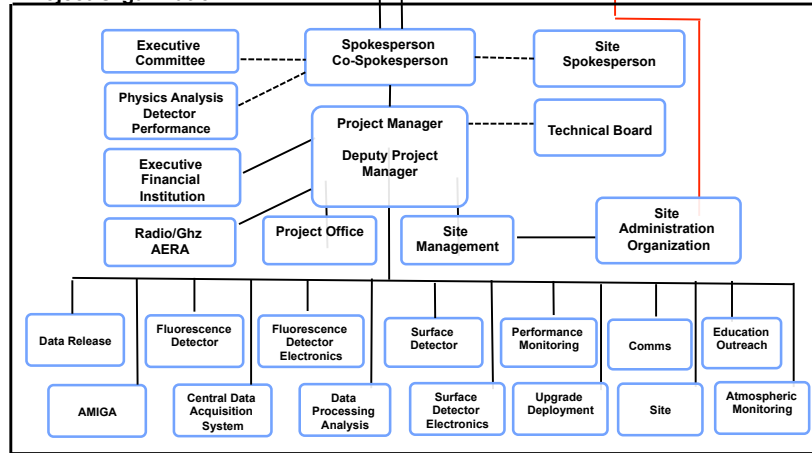 Executive
Committee
Spokesperson
Co-Spokesperson
Site
Spokesperson
Physics Analysis
Detector
Performance
Project Manager
Deputy Project
Manager
Technical Board
Executive
Financial
Institution
Radio/Ghz
AERA
Project Office
Site
Management
Site
Administration
Organization
Data Release
Fluorescence
Detector
Fluorescence
Detector
Electronics
Surface
Detector
Performance
Monitoring
Comms
Education
Outreach
AMIGA
Central Data
Acquisition
System
Data
Processing
Analysis
Surface
Detector
Electronics
Upgrade
Deployment
Site
Atmospheric
Monitoring